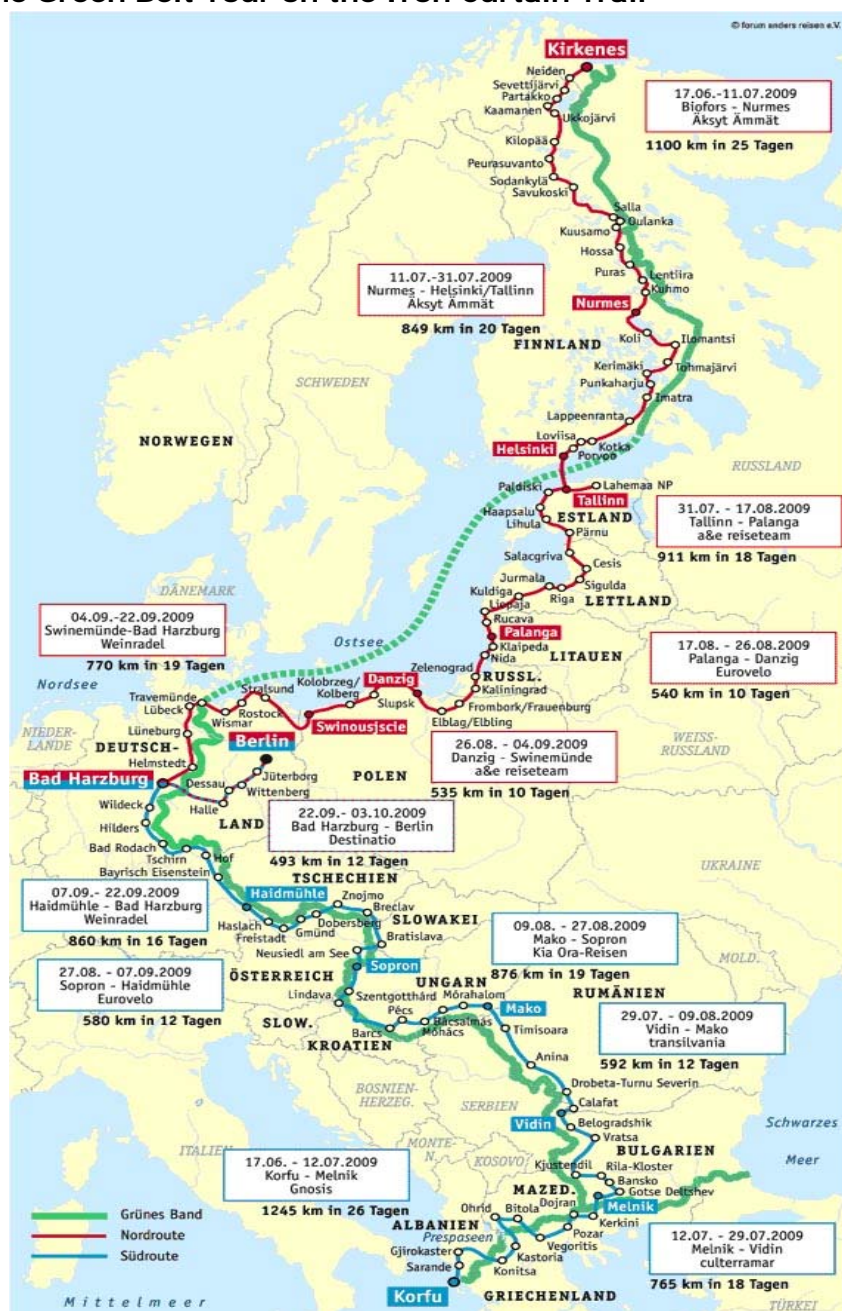 © forum anders reisen e.V.
Kirkenes
Neiden
Sevettijärvi
Partakko
Kaamanen
Ukkojärvi
17.06.-11.07.2009
Biofors - Nurmes
Äksyt Ämmät
1100 km in 25 Tagen
Kilopää
Peurasuvanto
Sodankylä
Savukoski
Salla
Oulanka
Kuusamo
Hossa
Puras
Lentiira
Kuhmo
11.07.-31.07.2009
Nurmes - Helsinki/Tallinn
Äksyt Ämmät
849 km in 20 Tagen
Nurmes
Koli
Ilomantsi
FINNLAND
Kerimäki
Tohmajärvi
Punkaharju
Imatra
SCHWEDEN
Lappeenranta
NORWEGEN
Loviisa
Kotka
Helsinki
Porvoo
RUSSLAND
Paldiski
Lahemaa NP
Tallinn
Haapsalu
ESTLAND
Lihula
Pärnu
31.07. - 17.08.2009
Tallinn - Palanga
a&e reiseteam
911 km in 18 Tagen
Salacgriva
Cesis
Jurmala
Sigulda
Kuldiga
Riga
LETTLAND
Liepaja
Rucava
DÄNEMARK
04.09.-22.09.2009
Swinemünde-Bad Harzburg
Weinradel
770 km in 19 Tagen
Ostsee
Palanga
Klaipeda
LITAUEN
Nida
17.08. - 26.08.2009
Palanga - Danzig
Eurovelo
540 km in 10 Tagen
Nordsee
Zelenograd
RUSSL.
Kaliningrad
Danzig
Kolobrzeg/
Kolberg
Stralsund
Slupsk
Frombork/Frauenburg
Travemünde
Lübeck
Rostock
Wismar
Swinousjscie
Elblag/Elbling
NIEDER-
LANDE
Lüneburg
DEUTSCH-
Helmstedt
Berlin
26.08. - 04.09.2009
Danzig - Swinemünde
a&e reiseteam
535 km in 10 Tagen
WEISS-
RUSSLAND
Bad Harzburg
Jüterborg
Dessau
Wittenberg
POLEN
Wildeck
Halle
Hilders
LAND
22.09.- 03.10.2009
Bad Harzburg - Berlin
Destinatio
493 km in 12 Tagen
Bad Rodach
Tschirn
Hof
Bayrisch Eisenstein
UKRAINE
TSCHECHIEN
07.09.- 22.09.2009
Haidmühle - Bad Harzburg
Weinradel
860 km in 16 Tagen
Haidmühle
Znojmo
Breclav
Haslach
Dobersberg
SLOWAKEI
Freistadt
Gmünd
Bratislava
Neusiedl am See
09.08. - 27.08.2009
Mako - Sopron
Kia Ora-Reisen
876 km in 19 Tagen
27.08. - 07.09.2009
Sopron - Haidmühle
Eurovelo
580 km in 12 Tagen
ÖSTERREICH
Sopron
MOLD.
UNGARN
RUMÄNIEN
Lindava
Szentgotthárd
Mórahalom
Mako
SLOW.
Pécs
Barcs
Bácsalmás
Mohács
Timisoara
KROATIEN
29.07. - 09.08.2009
Vidin - Mako
transilvania
592 km in 12 Tagen
Anina
BOSNIEN-
HERZEG.
Drobeta-Turnu Severin
Calafat
SERBIEN
Vidin
Belogradshik
Vratsa
Schwarzes
Meer
ITALIEN
MONTE-
N.
KOSOVO
BULGARIEN
17.06. - 12.07.2009
Korfu - Melnik
Gnosis
1245 km in 26 Tagen
Kjustendil
Rila-Kloster
Bansko
MAZED.
Gotse Deltshev
Melnik
Ohrid
Dojran
Bitola
Kerkini
ALBANIEN
Prespaseen
Pozar
Vegoritis
Gjirokaster
Kastoria
Sarande
Konitsa
12.07. - 29.07.2009
Melnik - Vidin
culterramar
765 km in 18 Tagen
Korfu
GRIECHENLAND
Grünes Band
Nordroute
Südroute
Mittelmeer
TÜRKEI